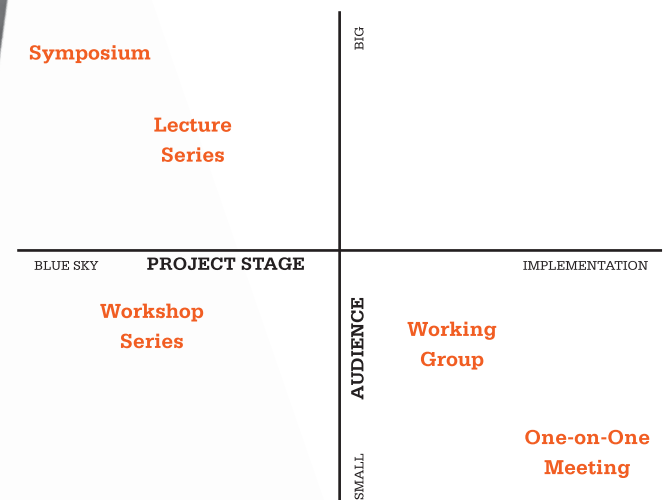 BIG
Symposium
Lecture
Series
BLUE SKY
PROJECT STAGE
IMPLEMENTATION
Workshop
Series
AUDIENCE
Working
Group
One-on-One
Meeting
SMALL